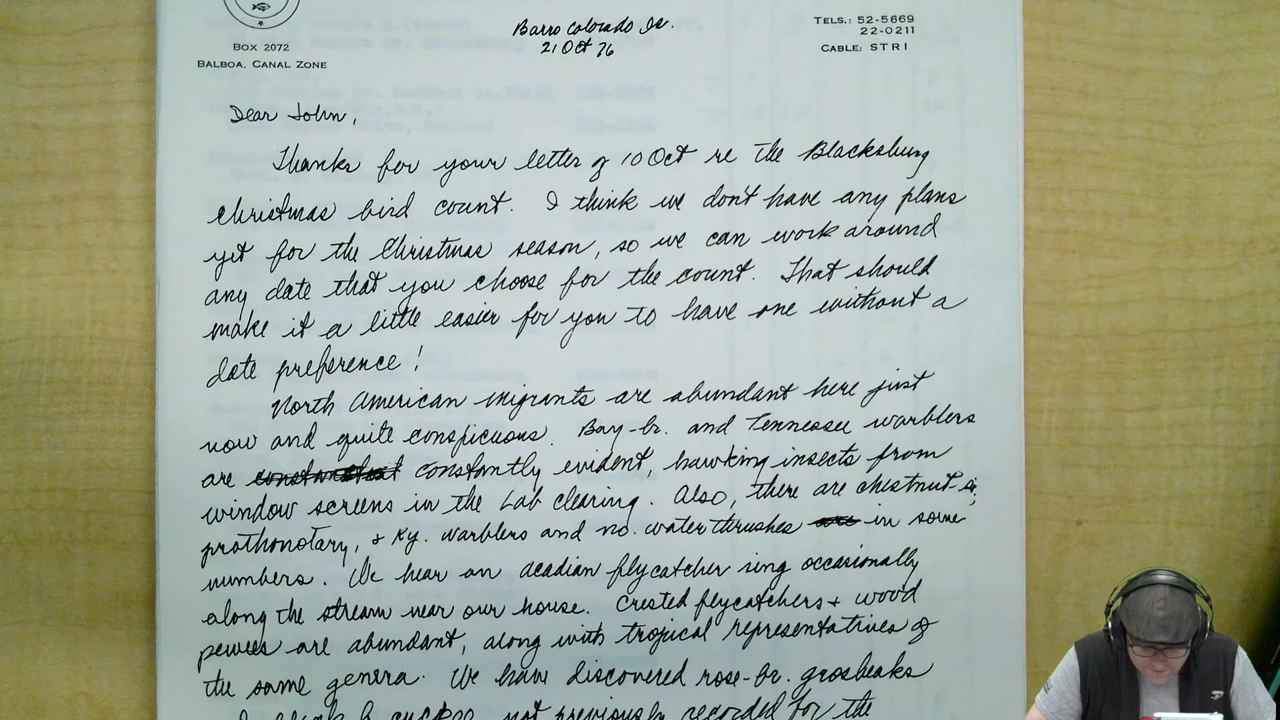 Barro Colorado Is.
21 Oct 76
TELS.: 52-5669
22-0211
CABLE: STRI
BOX 2072
BALBOA, CANAL ZONE
Dear John,
Thanks for your letter of 10 Oct re the Blacksburg
Christmas bird count. I think we don't have any plans
yet for the Christmas season, so we can work around
any date that you choose for the count. That should
make it a little easier for you to have one without a
date preference!
North American migrants are abundant here just
now and quite conspicuous. Bay-br. and Tennessee warblers
are constantly evident, hawking insects from
window screens in the Lab clearing. Also, there are chestnut-si,
prothonotary, & Ky. warblers and no. water thrushes are in some
numbers. We hear an acadian flycatcher sing occasionally
along the stream near our house. Crested flycatchers + wood
pewees are abundant, along with tropical representatives of
the same genera. We have discovered rose-br. grosbeaks
cuckoo, not previously recorded for the